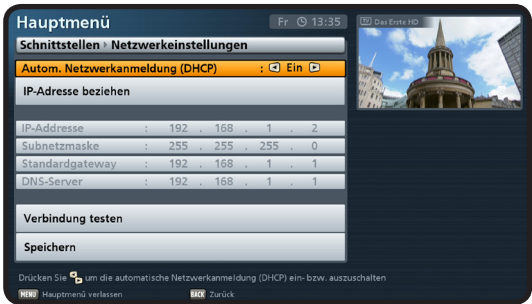 Hauptmenü
Fr 13:35
TV Das Erste HD
Schnittstellen Netzwerkeinstellungen
Autom. Netzwerkanmeldung (DHCP) : Ein
IP-Adresse beziehen
IP-Addresse : 192 . 168 . 1 . 2
Subnetzmaske : 255 . 255 . 255 . 0
Standardgateway : 192 . 168 . 1 . 1
DNS-Server : 192 . 168 . 1 . 1
Verbindung testen
Speichern
Drücken Sie um die automatische Netzwerkanmeldung (DHCP) ein- bzw. auszuschalten
MENU Hauptmenü verlassen BACK Zurück